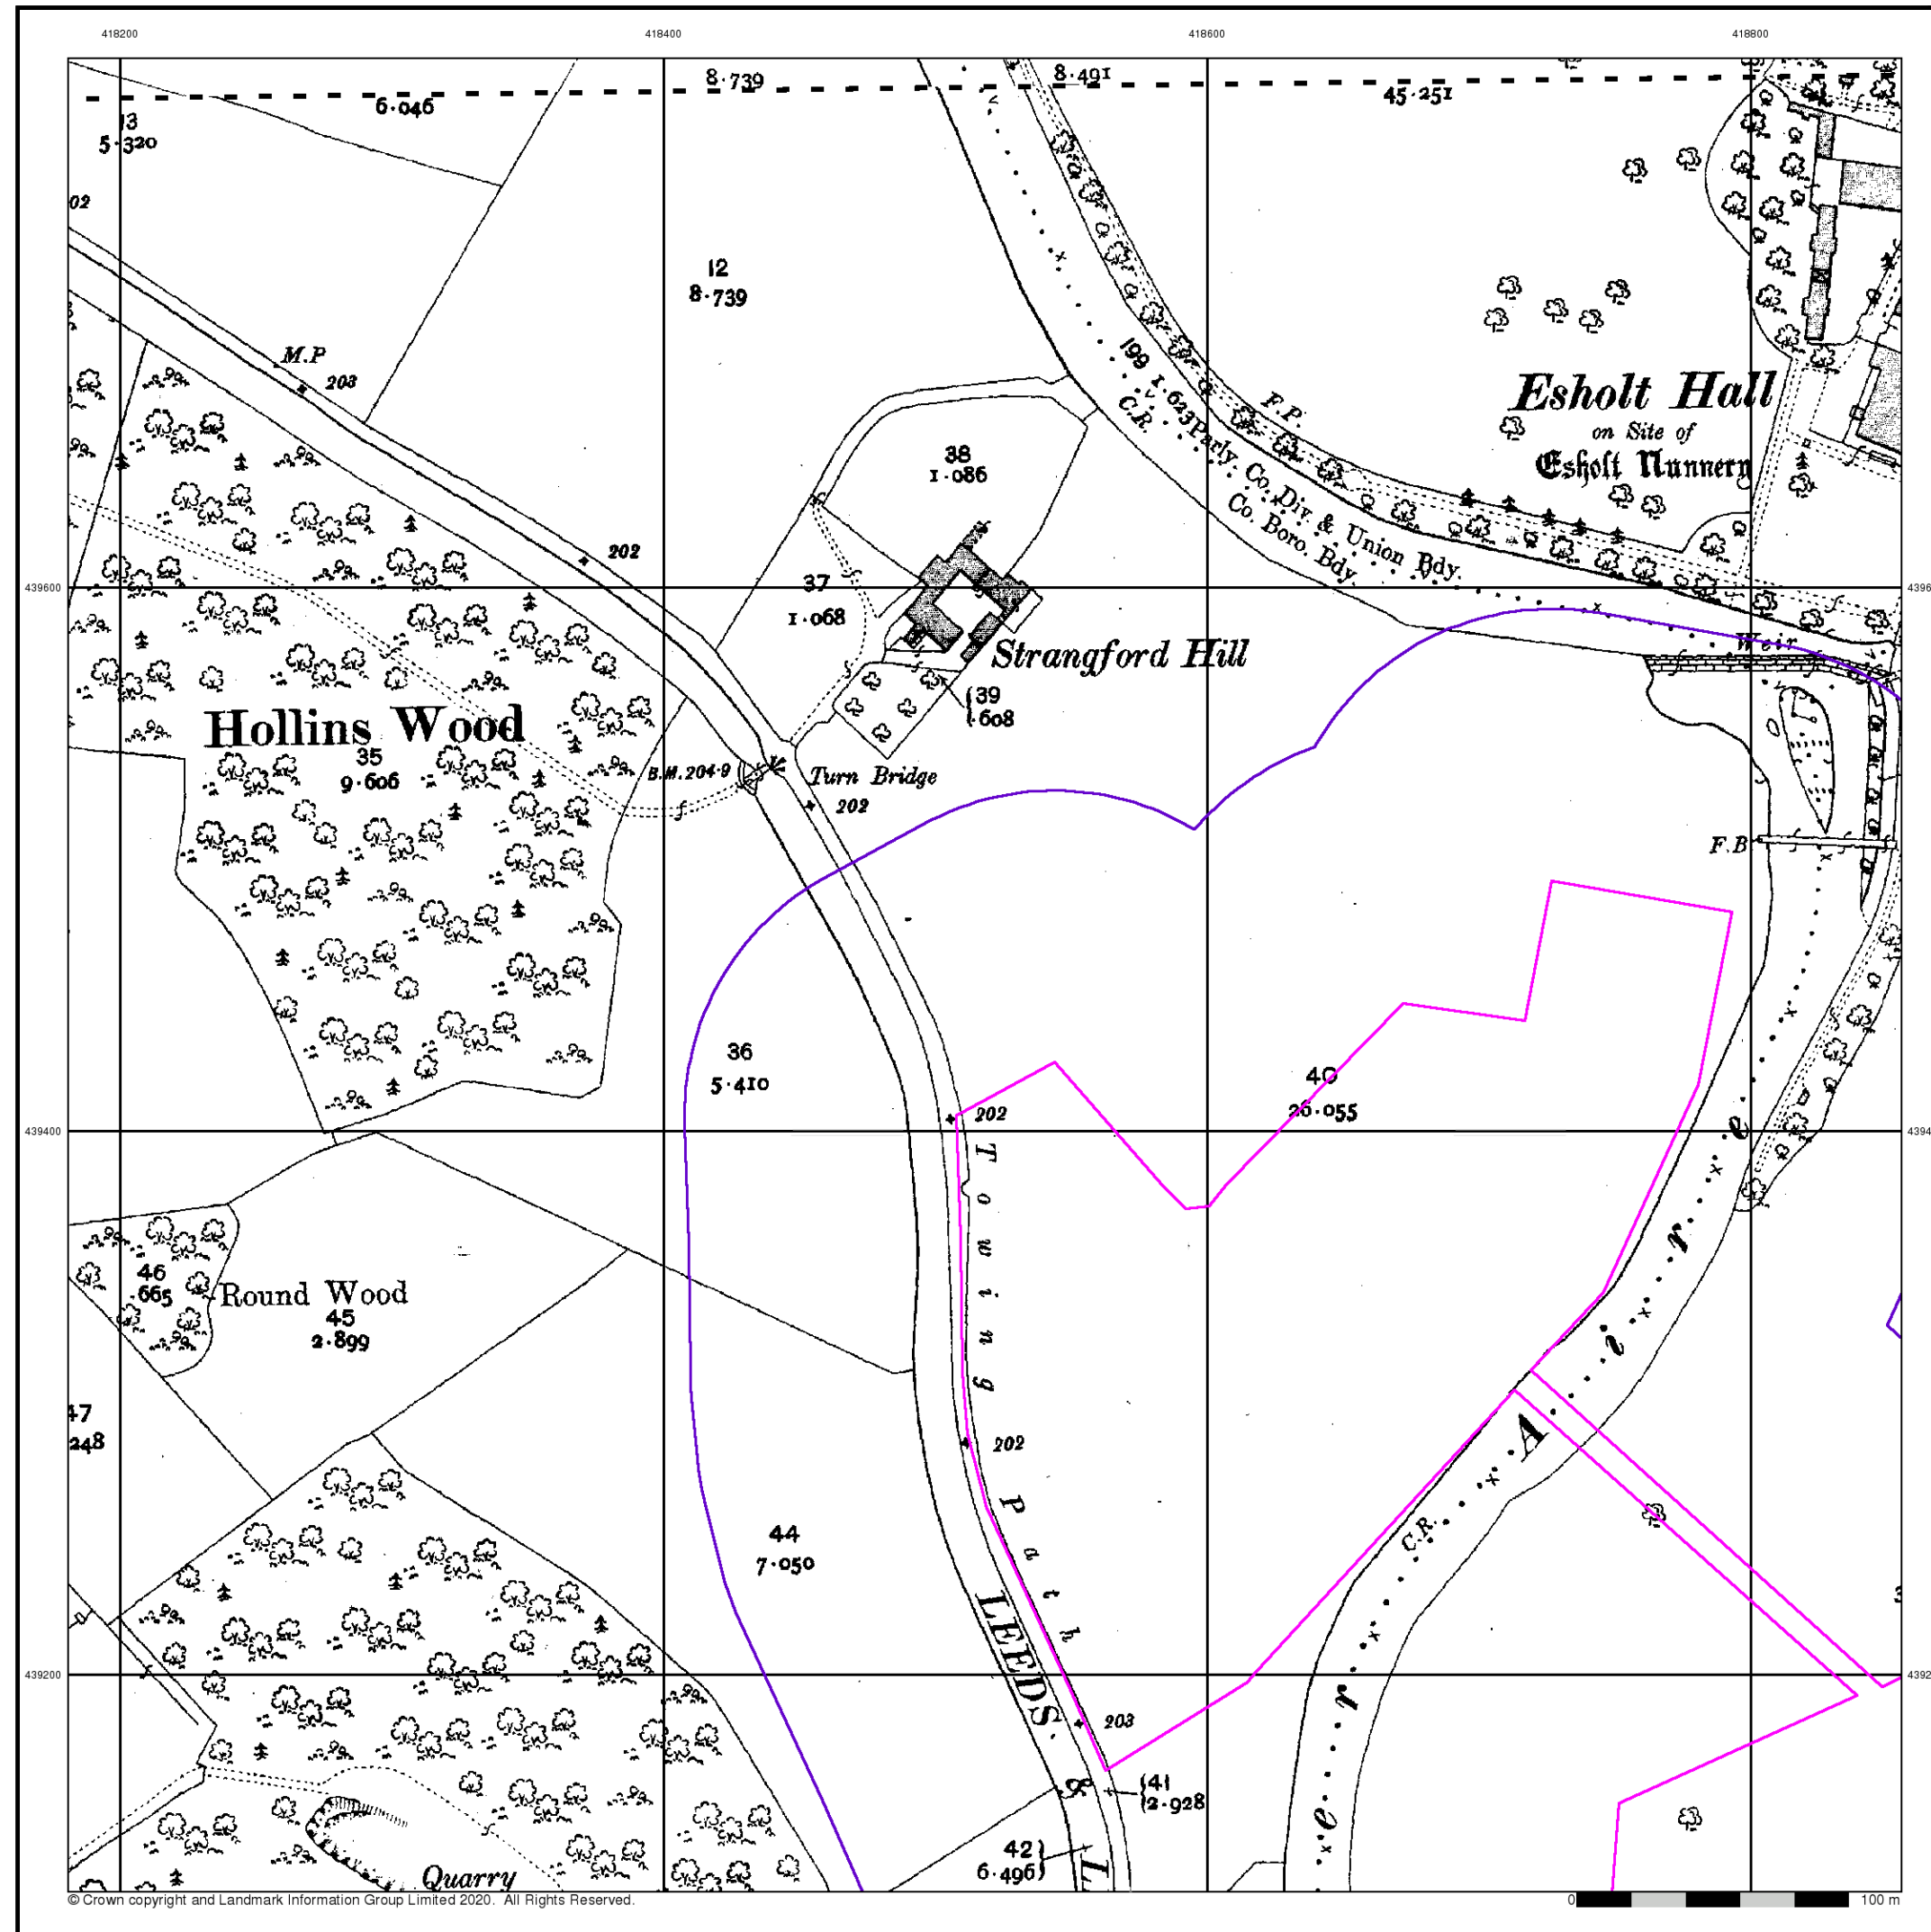 418200
418400
418600
418800
8·739
8·491
6·046
45·251
13
5·320
02
12
8·739
M.P
203
199
1·623
C.R.
F.P.
Parly. Co. Div. & Union Bdy.
Co. Boro. Bdy.
Esholt Hall
on Site of
Esholt Nunnery
38
1·086
202
439600
37
1·068
Strangford Hill
Weir
39
·608
Hollins Wood
35
9·606
B.M. 204·9
Turn Bridge
202
F.B
36
5·410
40
26·055
202
439400
Towing Path
46
·665
Round Wood
45
2·899
47
248
202
River Aire
C.R.
44
7·050
LEEDS & L
439200
203
41
2·928
42
6·496
Quarry
© Crown copyright and Landmark Information Group Limited 2020. All Rights Reserved.
0
100 m